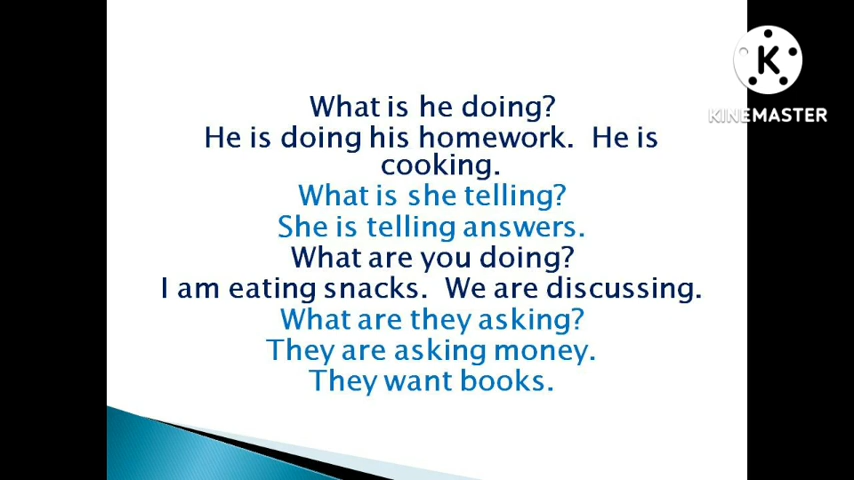 What is he doing?
He is doing his homework.  He is
cooking.
What is she telling?
She is telling answers.
What are you doing?
I am eating snacks.  We are discussing.
What are they asking?
They are asking money.
They want books.
K
KINEMASTER